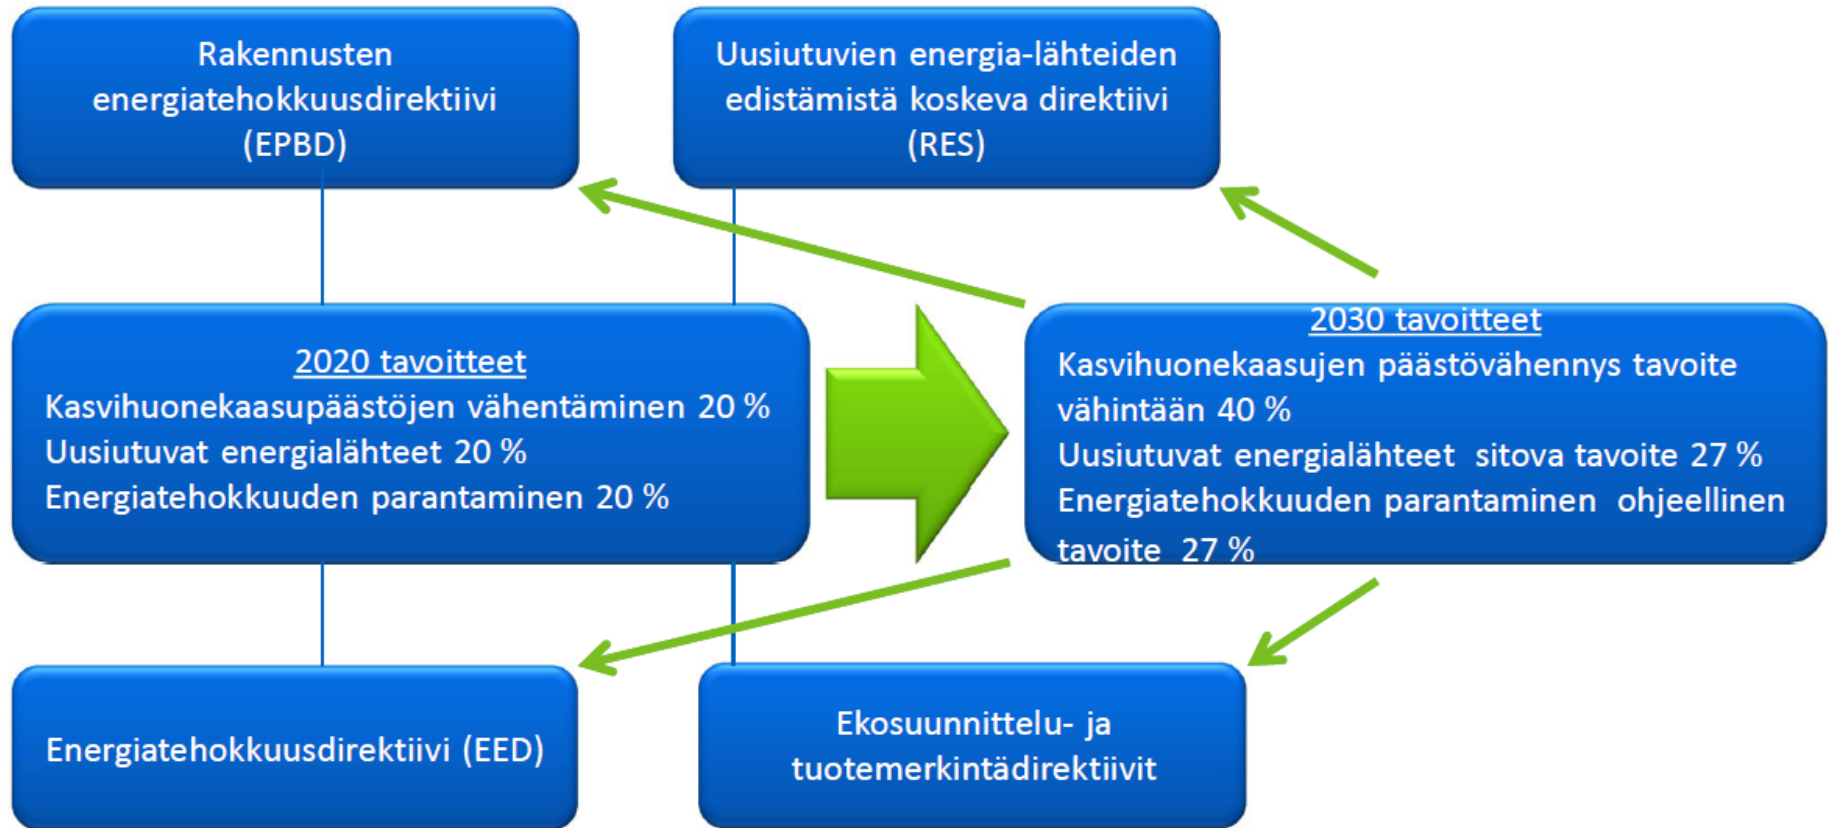 Rakennusten
energiatehokkuusdirektiivi
(EPBD)
Uusiutuvien energia-lähteiden
edistämistä koskeva direktiivi
(RES)
2020 tavoitteet
Kasvihuonekaasupäästöjen vähentäminen 20 %
Uusiutuvat energialähteet 20 %
Energiatehokkuuden parantaminen 20 %
2030 tavoitteet
Kasvihuonekaasujen päästövähennys tavoite
vähintään 40 %
Uusiutuvat energialähteet sitova tavoite 27 %
Energiatehokkuuden parantaminen ohjeellinen
tavoite 27 %
Energiatehokkuusdirektiivi (EED)
Ekosuunnittelu- ja
tuotemerkintädirektiivit